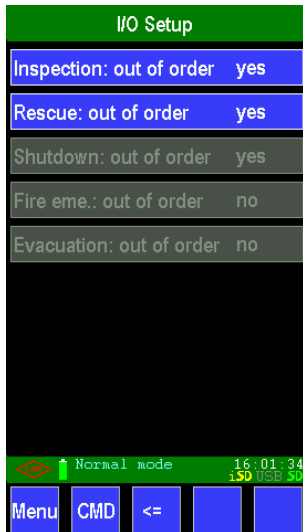 I/O Setup
Inspection: out of order yes
Rescue: out of order yes
Shutdown: out of order yes
Fire eme.: out of order no
Evacuation: out of order no
Normal mode 16:01:34
iSD USB SD
Menu CMD <=